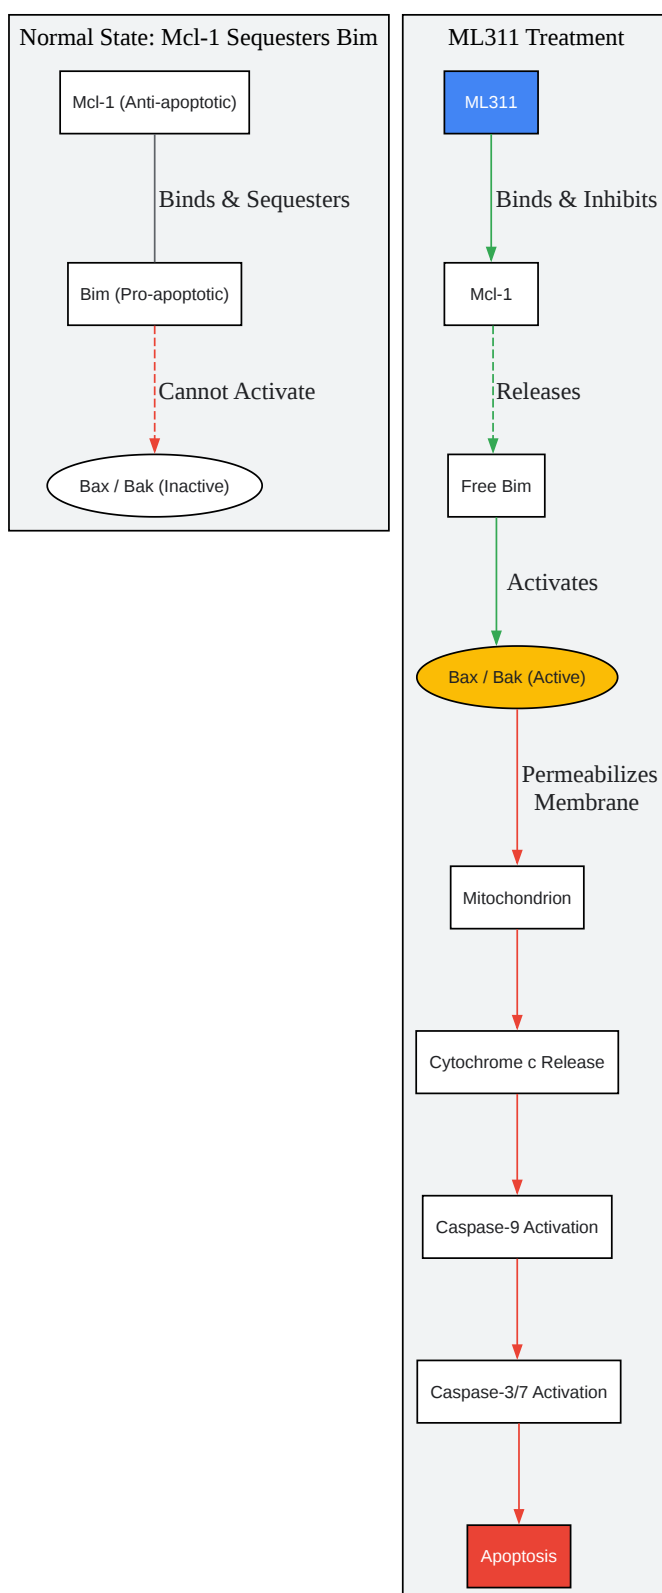 Normal State: Mcl-1 Sequesters Bim
Mcl-1 (Anti-apoptotic)
Binds & Sequesters
Bim (Pro-apoptotic)
Cannot Activate
Bax / Bak (Inactive)
ML311 Treatment
ML311
Binds & Inhibits
Mcl-1
Releases
Free Bim
Activates
Bax / Bak (Active)
Permeabilizes
Membrane
Mitochondrion
Cytochrome c Release
Caspase-9 Activation
Caspase-3/7 Activation
Apoptosis